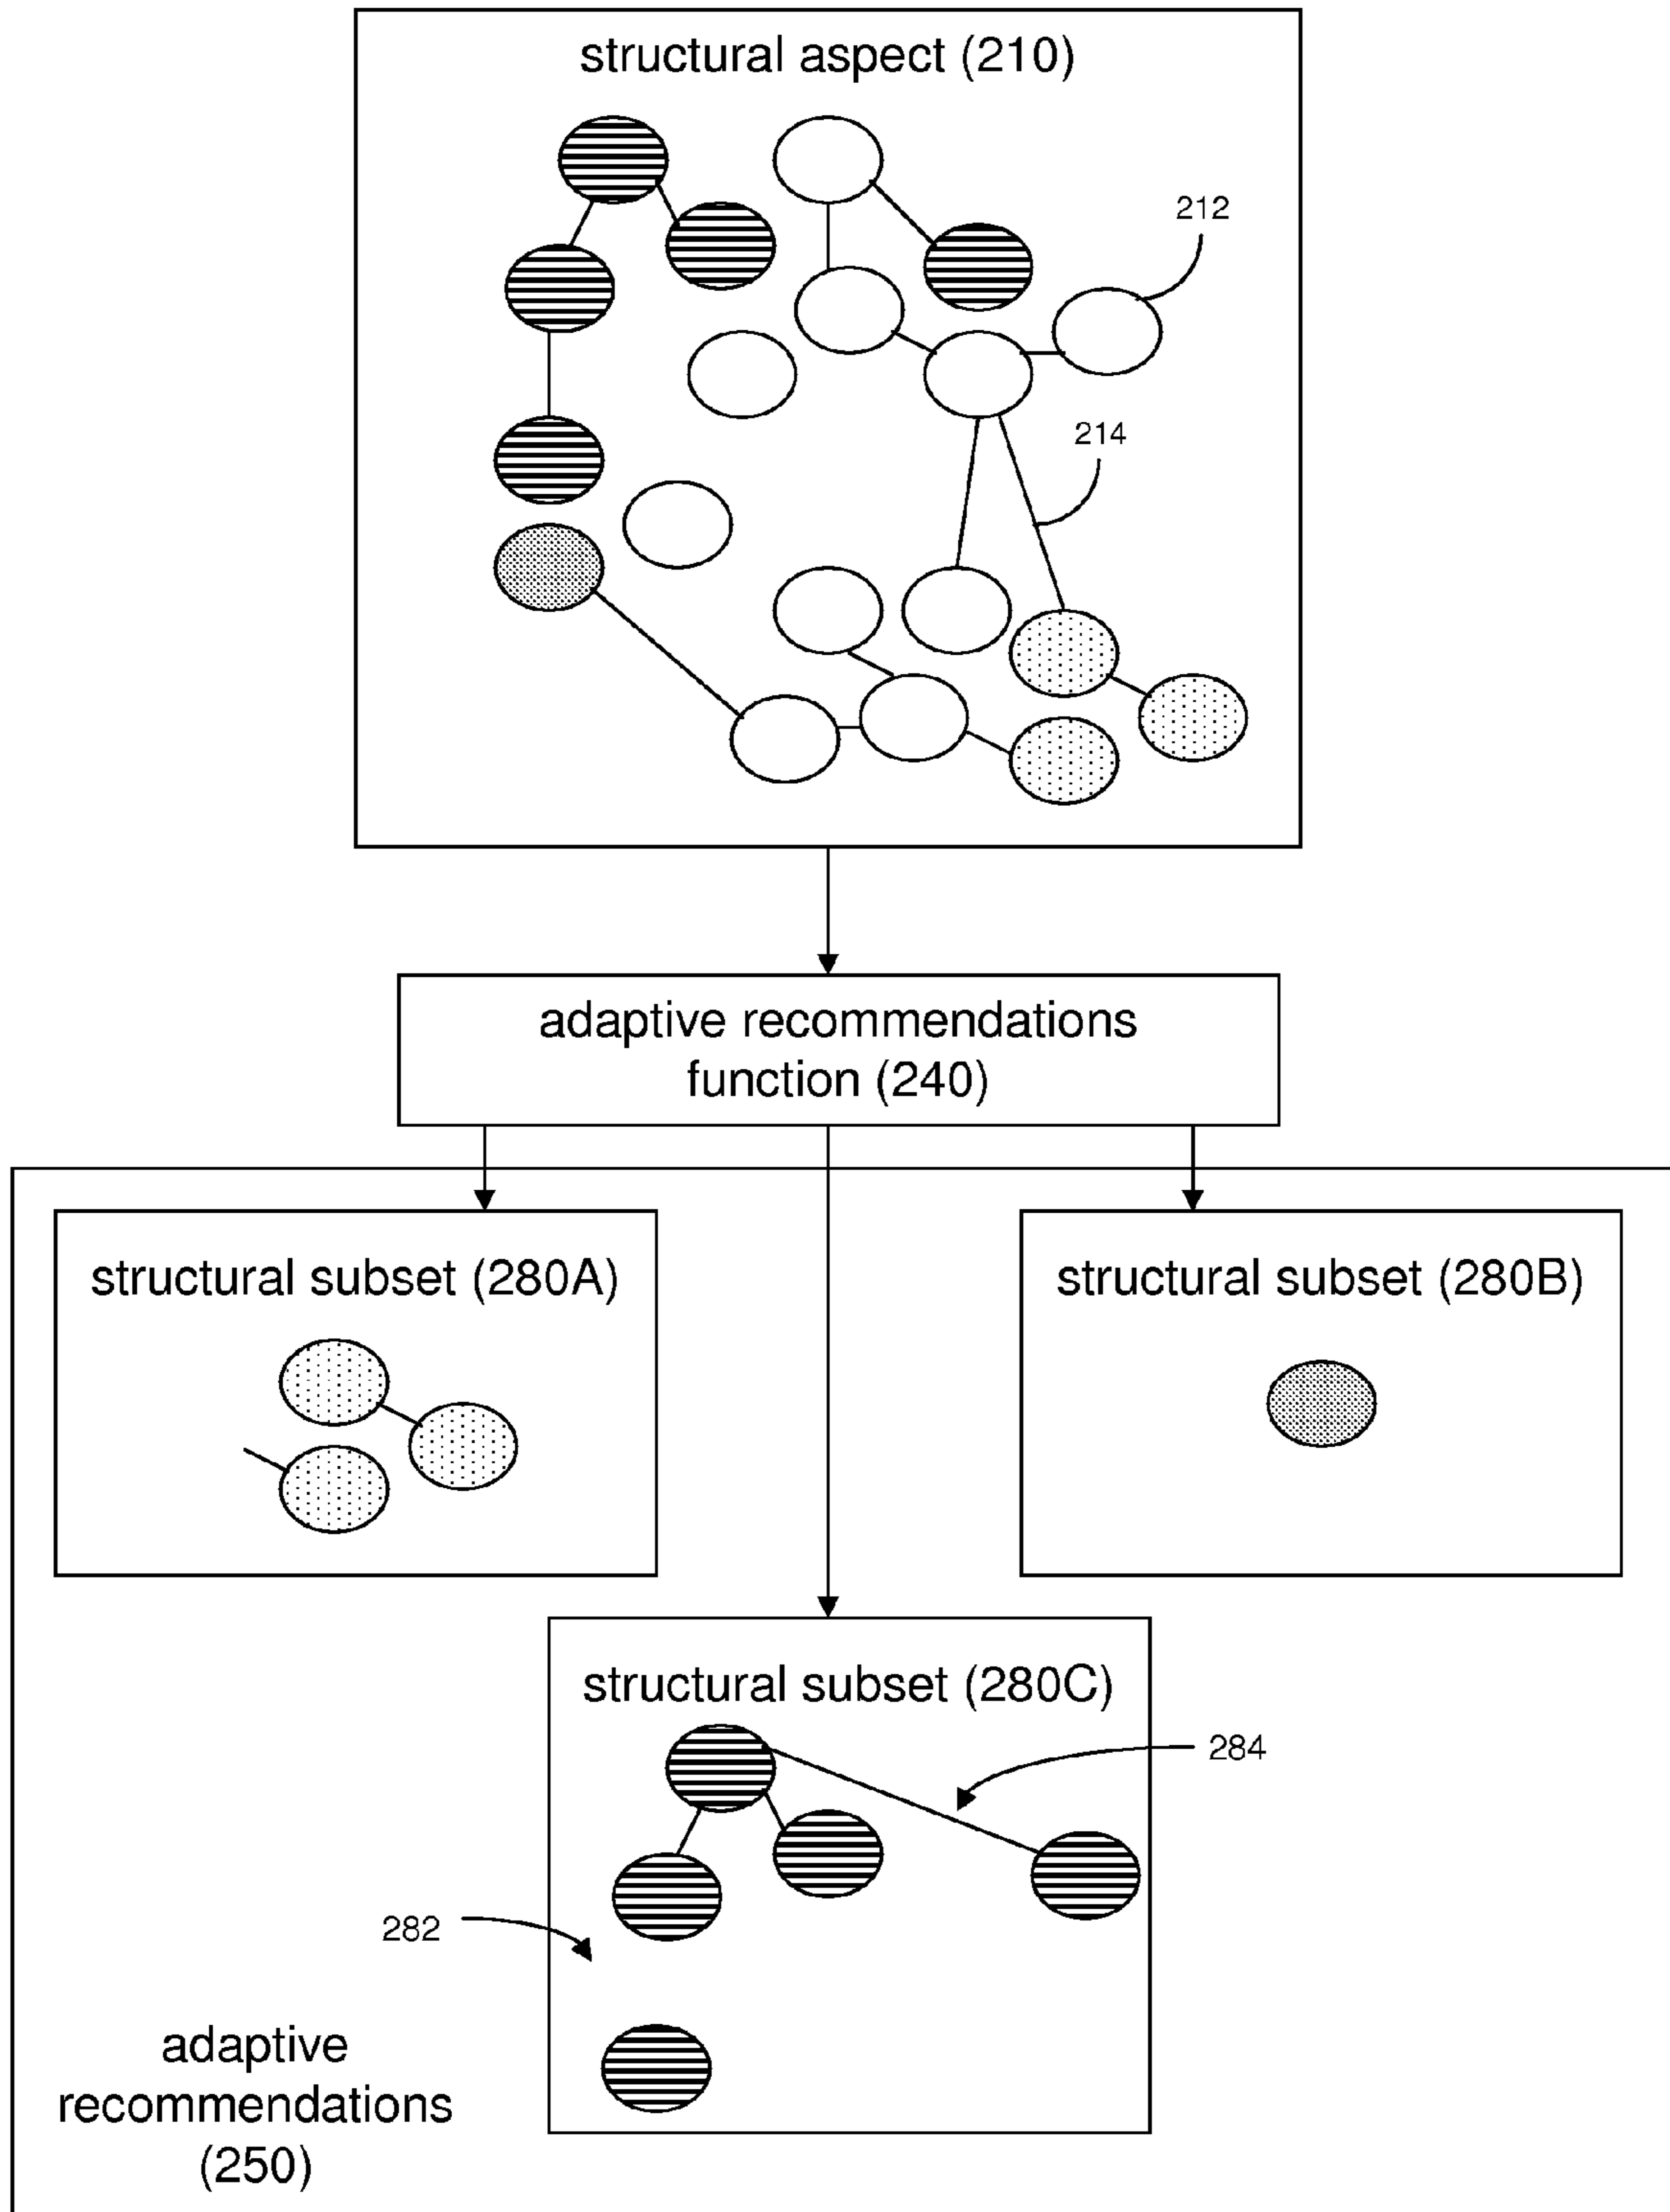 structural aspect (210)
212
214
adaptive recommendations
function (240)
structural subset (280A)
structural subset (280B)
structural subset (280C)
284
282
adaptive
recommendations
(250)